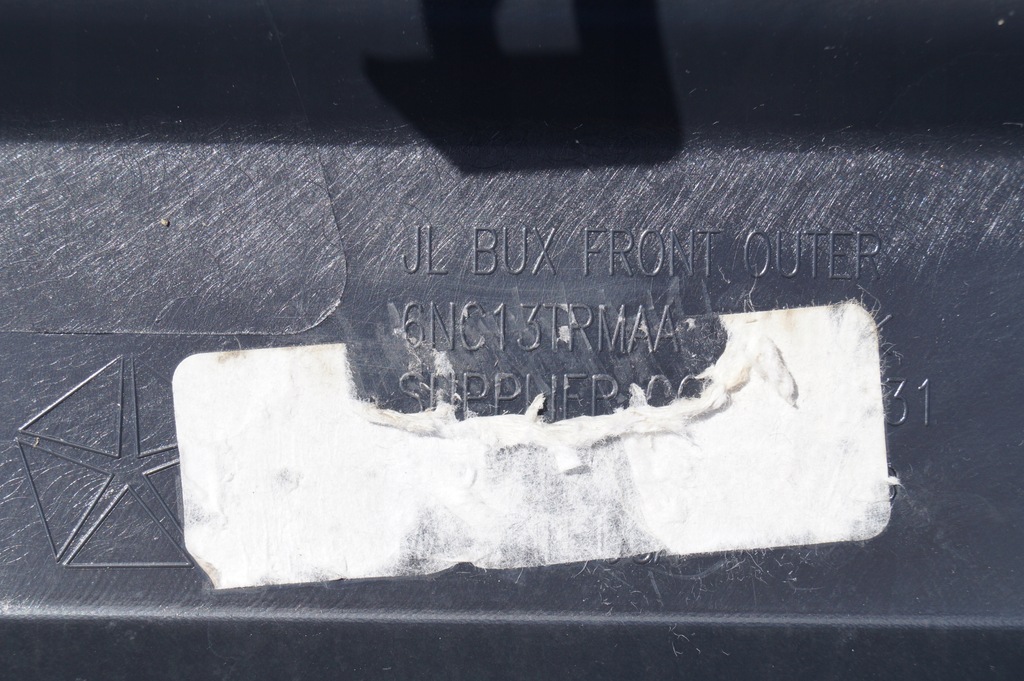 JL BUX FRONT OUTER
6NC13TRMAA
SUPPLIER 31